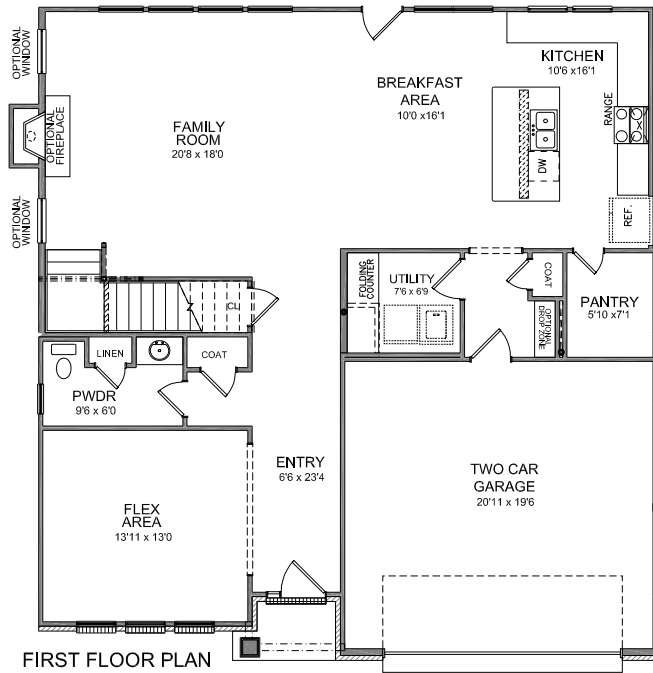 OPTIONAL
WINDOW
KITCHEN
10'6 x16'1
BREAKFAST
AREA
10'0 x16'1
FAMILY
ROOM
20'8 x 18'0
OPTIONAL
FIREPLACE
RANGE
DW
REF.
OPTIONAL
WINDOW
FOLDING
COUNTER
UTILITY
7'6 x 6'9
COAT
PANTRY
5'10 x7'1
OPTIONAL
DROP ZONE
CL
LINEN
COAT
PWDR
9'6 x 6'0
ENTRY
6'6 x 23'4
TWO CAR
GARAGE
20'11 x 19'6
FLEX
AREA
13'11 x 13'0
FIRST FLOOR PLAN